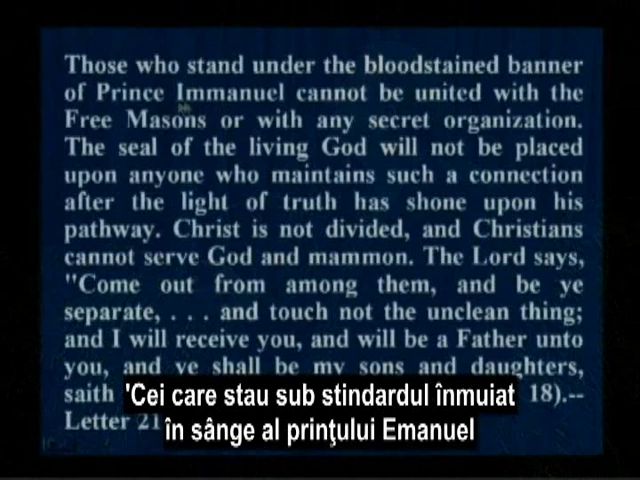 Those who stand under the bloodstained banner
of Prince Immanuel cannot be united with the
Free Masons or with any secret organization.
The seal of the living God will not be placed
upon anyone who maintains such a connection
after the light of truth has shone upon his
pathway. Christ is not divided, and Christians
cannot serve God and mammon. The Lord says,
"Come out from among them, and be ye
separate, . . . and touch not the unclean thing;
and I will receive you, and will be a Father unto
you, and ye shall be my sons and daughters,
saith 18).--
Letter 21
'Cei care stau sub stindardul înmuiat
în sânge al prinţului Emanuel